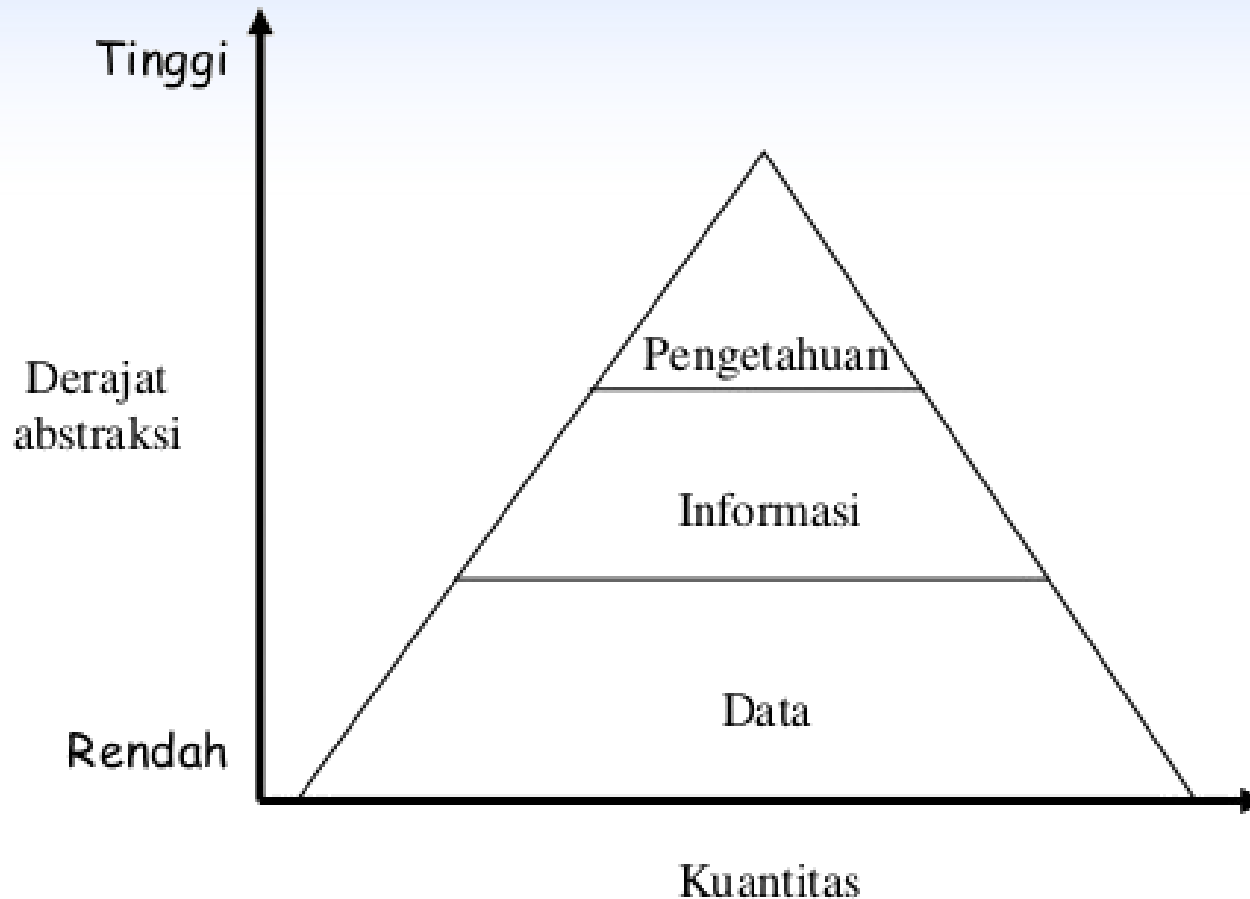 Tinggi
Pengetahuan
Derajat
abstraksi
Informasi
Data
Rendah
Kuantitas